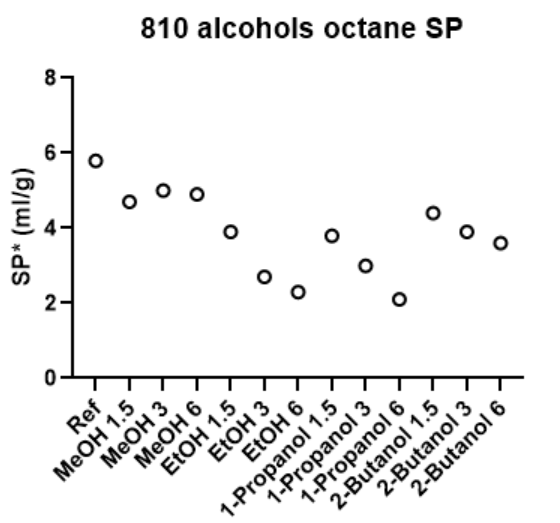 810 alcohols octane SP
SP* (ml/g)
8
6
4
2
0
Ref
MeOH 1.5
MeOH 3
MeOH 6
EtOH 1.5
EtOH 3
EtOH 6
1-Propanol 1.5
1-Propanol 3
1-Propanol 6
2-Butanol 1.5
2-Butanol 3
2-Butanol 6